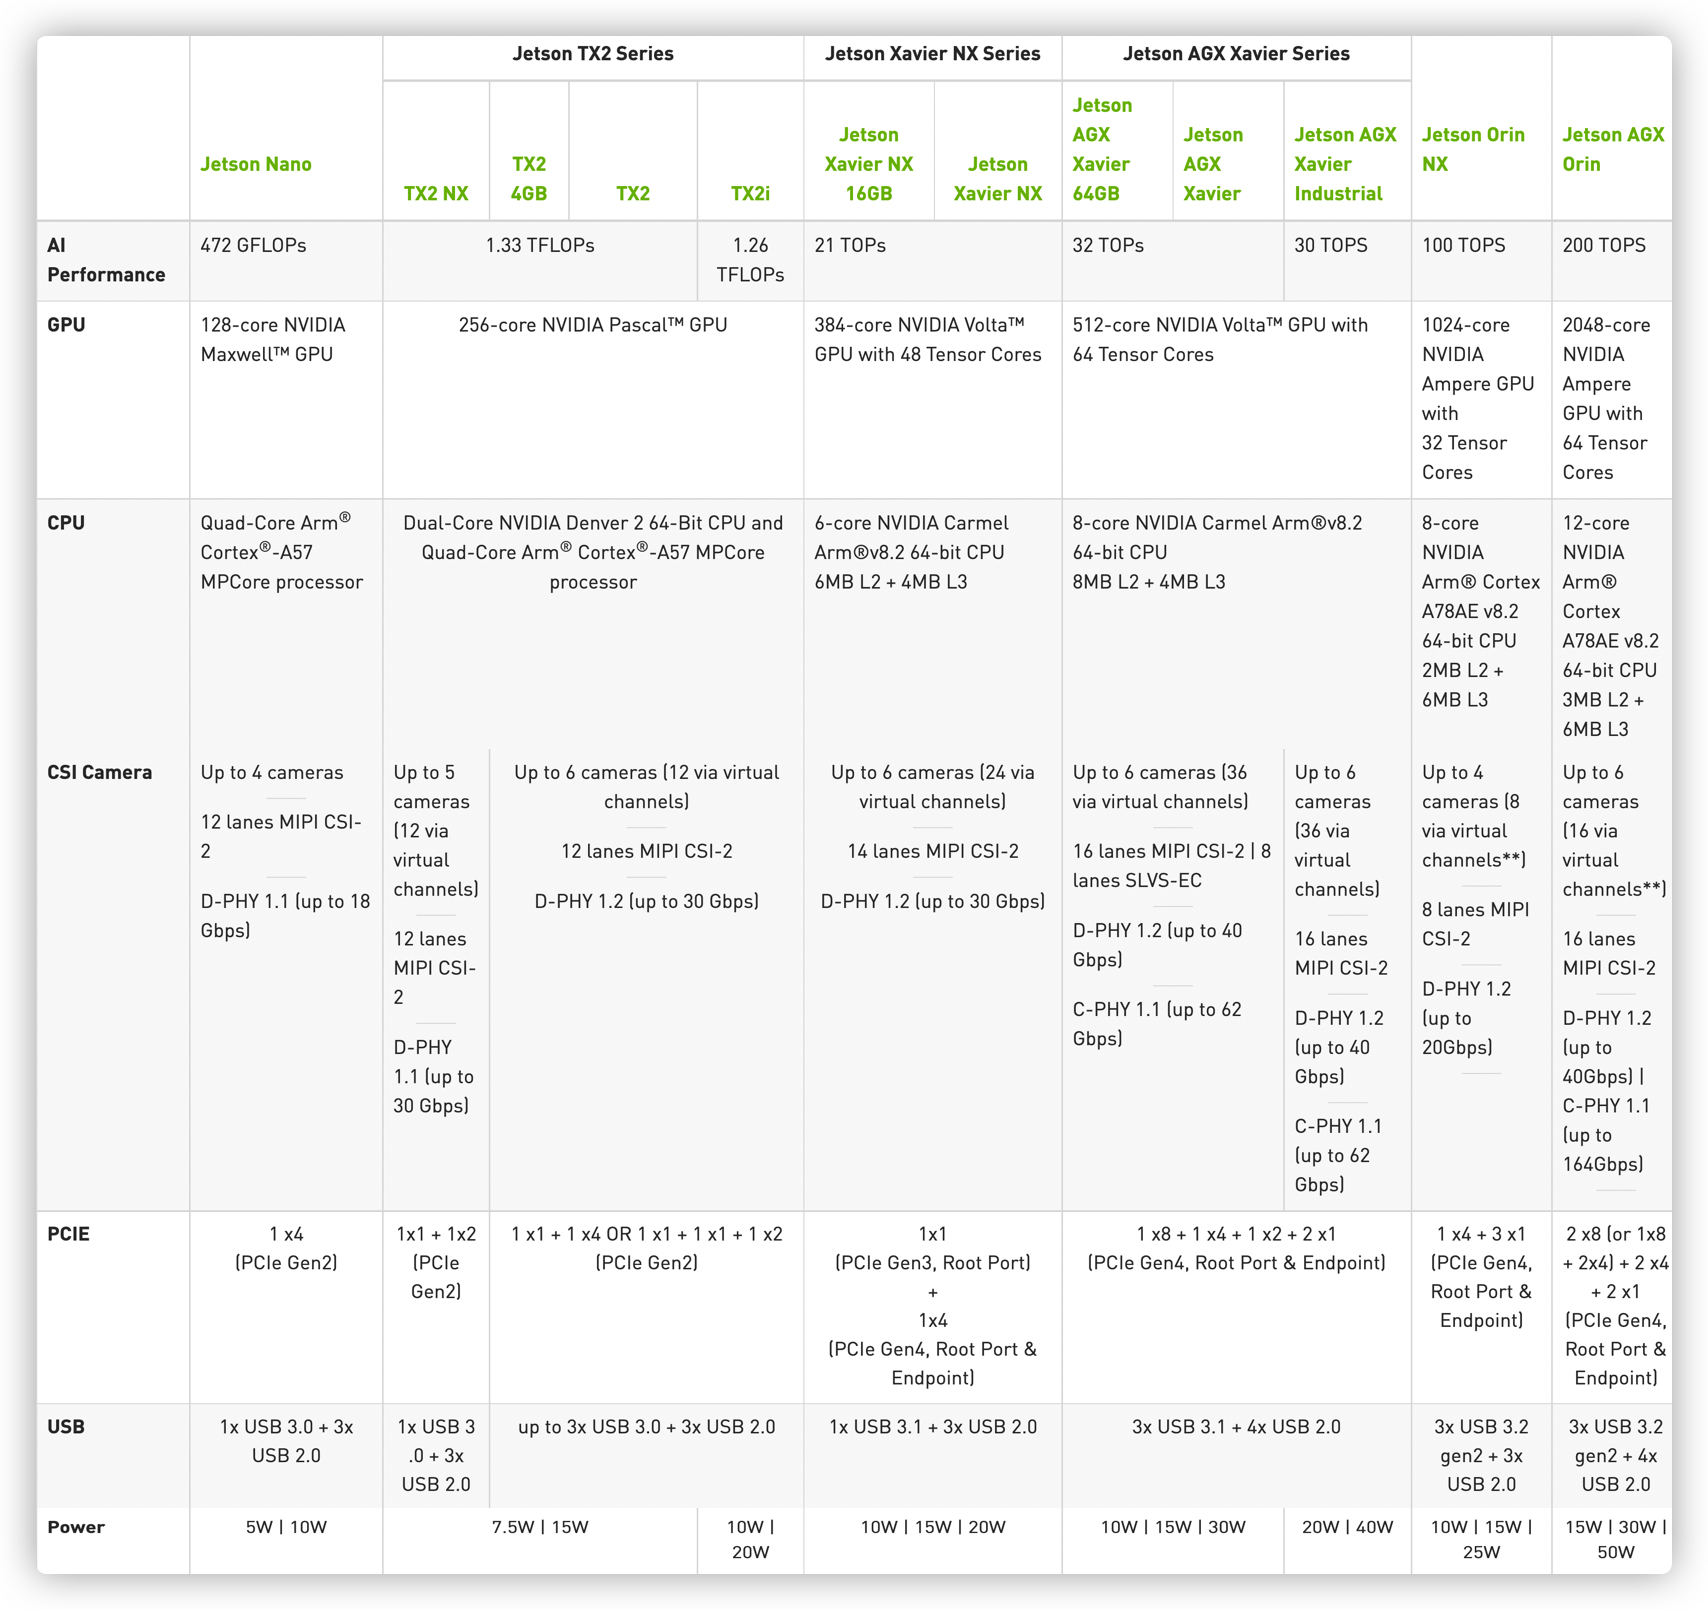 Jetson TX2 Series
Jetson Xavier NX Series
Jetson AGX Xavier Series
Jetson Nano
TX2 NX
TX2
4GB
TX2
TX2i
Jetson
Xavier NX
16GB
Jetson
Xavier NX
Jetson
AGX
Xavier
64GB
Jetson
AGX
Xavier
Jetson AGX
Xavier
Industrial
Jetson Orin
NX
Jetson AGX
Orin
AI
Performance
472 GFLOPs
1.33 TFLOPs
1.26
TFLOPs
21 TOPs
32 TOPs
30 TOPS
100 TOPS
200 TOPS
GPU
128-core NVIDIA
Maxwell™ GPU
256-core NVIDIA Pascal™ GPU
384-core NVIDIA Volta™
GPU with 48 Tensor Cores
512-core NVIDIA Volta™ GPU with
64 Tensor Cores
1024-core
NVIDIA
Ampere GPU
with
32 Tensor
Cores
2048-core
NVIDIA
Ampere
GPU with
64 Tensor
Cores
CPU
Quad-Core Arm®
Cortex®-A57
MPCore processor
Dual-Core NVIDIA Denver 2 64-Bit CPU and
Quad-Core Arm® Cortex®-A57 MPCore
processor
6-core NVIDIA Carmel
Arm®v8.2 64-bit CPU
6MB L2 + 4MB L3
8-core NVIDIA Carmel Arm®v8.2
64-bit CPU
8MB L2 + 4MB L3
8-core
NVIDIA
Arm® Cortex
A78AE v8.2
64-bit CPU
2MB L2 +
6MB L3
12-core
NVIDIA
Arm®
Cortex
A78AE v8.2
64-bit CPU
3MB L2 +
6MB L3
CSI Camera
Up to 4 cameras
12 lanes MIPI CSI-
2
D-PHY 1.1 (up to 18
Gbps)
Up to 5
cameras
(12 via
virtual
channels)
12 lanes
MIPI CSI-
2
D-PHY
1.1 (up to
30 Gbps)
Up to 6 cameras (12 via virtual
channels)
12 lanes MIPI CSI-2
D-PHY 1.2 (up to 30 Gbps)
Up to 6 cameras (24 via
virtual channels)
14 lanes MIPI CSI-2
D-PHY 1.2 (up to 30 Gbps)
Up to 6 cameras (36
via virtual channels)
16 lanes MIPI CSI-2 | 8
lanes SLVS-EC
D-PHY 1.2 (up to 40
Gbps)
C-PHY 1.1 (up to 62
Gbps)
Up to 6
cameras
(36 via
virtual
channels)
16 lanes
MIPI CSI-2
D-PHY 1.2
(up to 40
Gbps)
C-PHY 1.1
(up to 62
Gbps)
Up to 4
cameras (8
via virtual
channels**)
8 lanes MIPI
CSI-2
D-PHY 1.2
(up to
20Gbps)
Up to 6
cameras
(16 via
virtual
channels**)
16 lanes
MIPI CSI-2
D-PHY 1.2
(up to
40Gbps) |
C-PHY 1.1
(up to
164Gbps)
PCIE
1 x4
(PCIe Gen2)
1x1 + 1x2
(PCIe
Gen2)
1 x1 + 1 x4 OR 1 x1 + 1 x1 + 1 x2
(PCIe Gen2)
1x1
(PCIe Gen3, Root Port)
+
1x4
(PCIe Gen4, Root Port &
Endpoint)
1 x8 + 1 x4 + 1 x2 + 2 x1
(PCIe Gen4, Root Port & Endpoint)
1 x4 + 3 x1
(PCIe Gen4,
Root Port &
Endpoint)
2 x8 (or 1x8
+ 2x4) + 2 x4
+ 2 x1
(PCIe Gen4,
Root Port &
Endpoint)
USB
1x USB 3.0 + 3x
USB 2.0
1x USB 3
.0 + 3x
USB 2.0
up to 3x USB 3.0 + 3x USB 2.0
1x USB 3.1 + 3x USB 2.0
3x USB 3.1 + 4x USB 2.0
3x USB 3.2
gen2 + 3x
USB 2.0
3x USB 3.2
gen2 + 4x
USB 2.0
Power
5W | 10W
7.5W | 15W
10W |
20W
10W | 15W | 20W
10W | 15W | 30W
20W | 40W
10W | 15W |
25W
15W | 30W |
50W